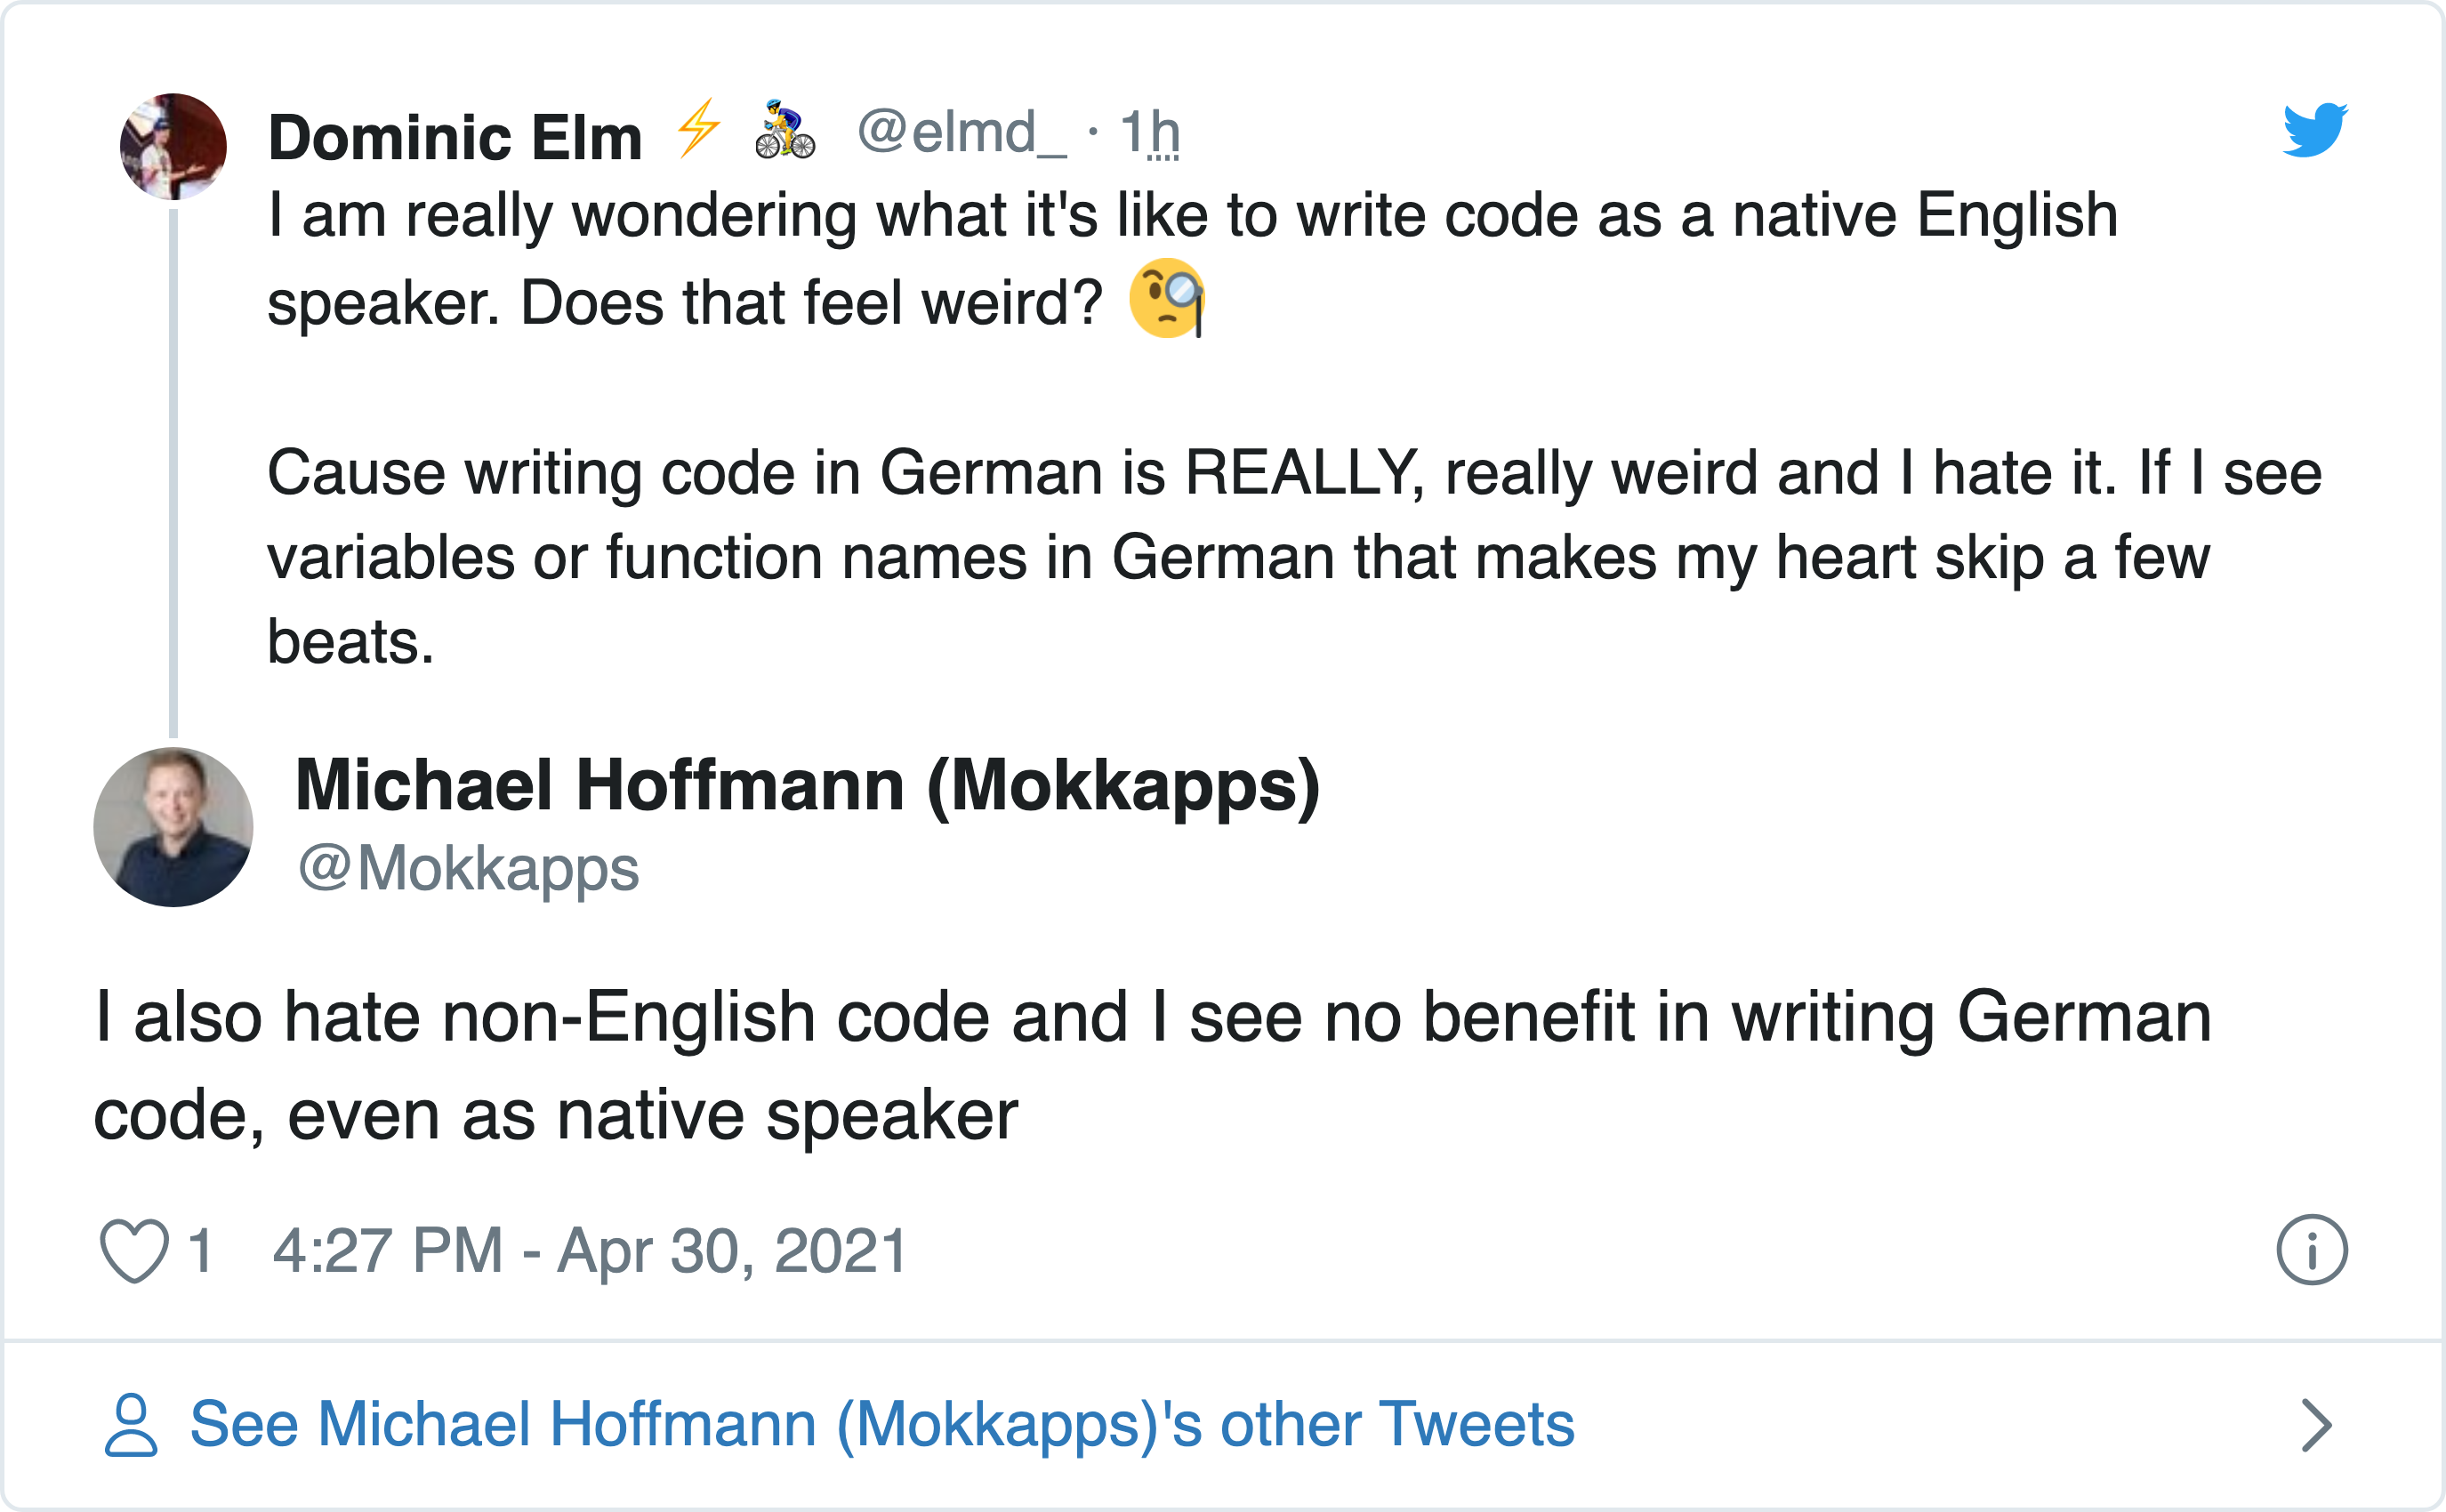 Dominic Elm ⚡ 🚴 @elmd_ · 1h
I am really wondering what it's like to write code as a native English
speaker. Does that feel weird? 🧐
Cause writing code in German is REALLY, really weird and I hate it. If I see
variables or function names in German that makes my heart skip a few
beats.
Michael Hoffmann (Mokkapps)
@Mokkapps
I also hate non-English code and I see no benefit in writing German
code, even as native speaker
1 4:27 PM - Apr 30, 2021
See Michael Hoffmann (Mokkapps)'s other Tweets